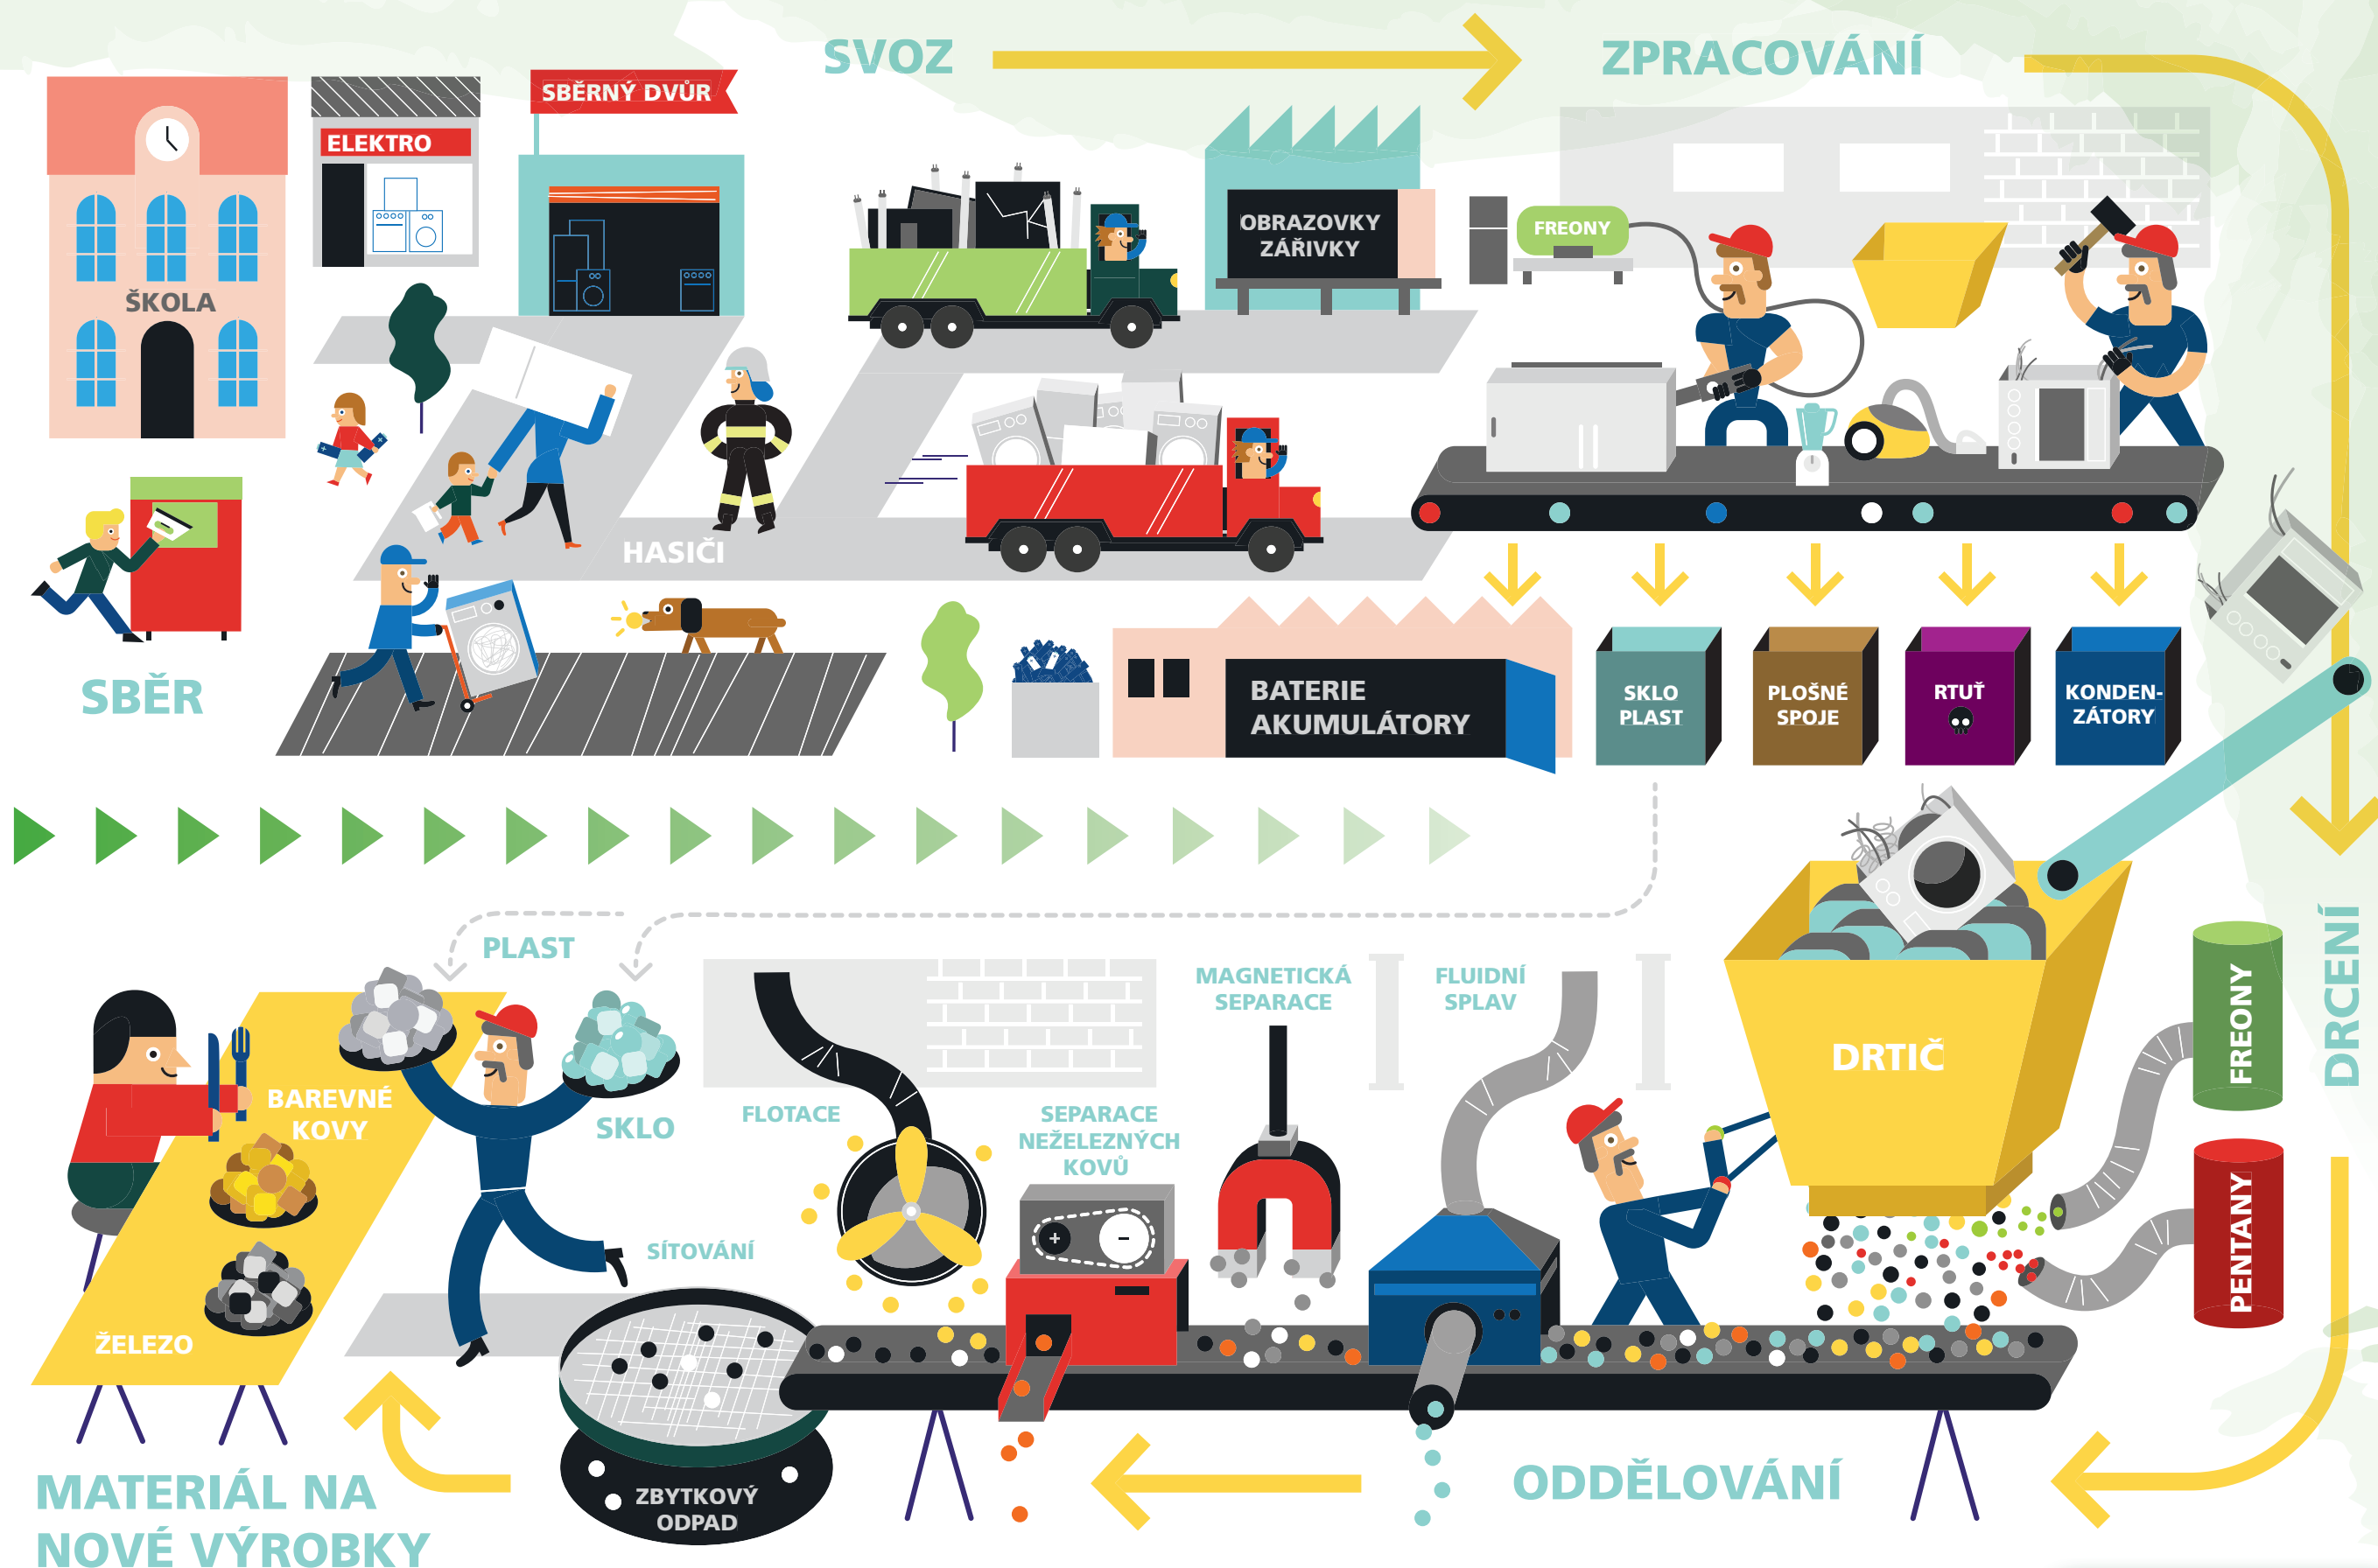 SVOZ
ZPRACOVÁNÍ
SBĚRNÝ DVŮR
ELEKTRO
ŠKOLA
OBRAZOVKY
ZÁŘIVKY
FREONY
HASIČI
SBĚR
BATERIE
AKUMULÁTORY
SKLO
PLAST
PLOŠNÉ
SPOJE
RTUŤ
KONDEN-
ZÁTORY
DRCENÍ
DRTIČ
FREONY
PENTANY
PLAST
SKLO
BAREVNÉ
KOVY
ŽELEZO
FLOTACE
SÍTOVÁNÍ
SEPARACE
NEŽELEZNÝCH
KOVŮ
+ -
MAGNETICKÁ
SEPARACE
FLUIDNÍ
SPLAV
ZBYTKOVÝ
ODPAD
ODDĚLOVÁNÍ
MATERIÁL NA
NOVÉ VÝROBKY